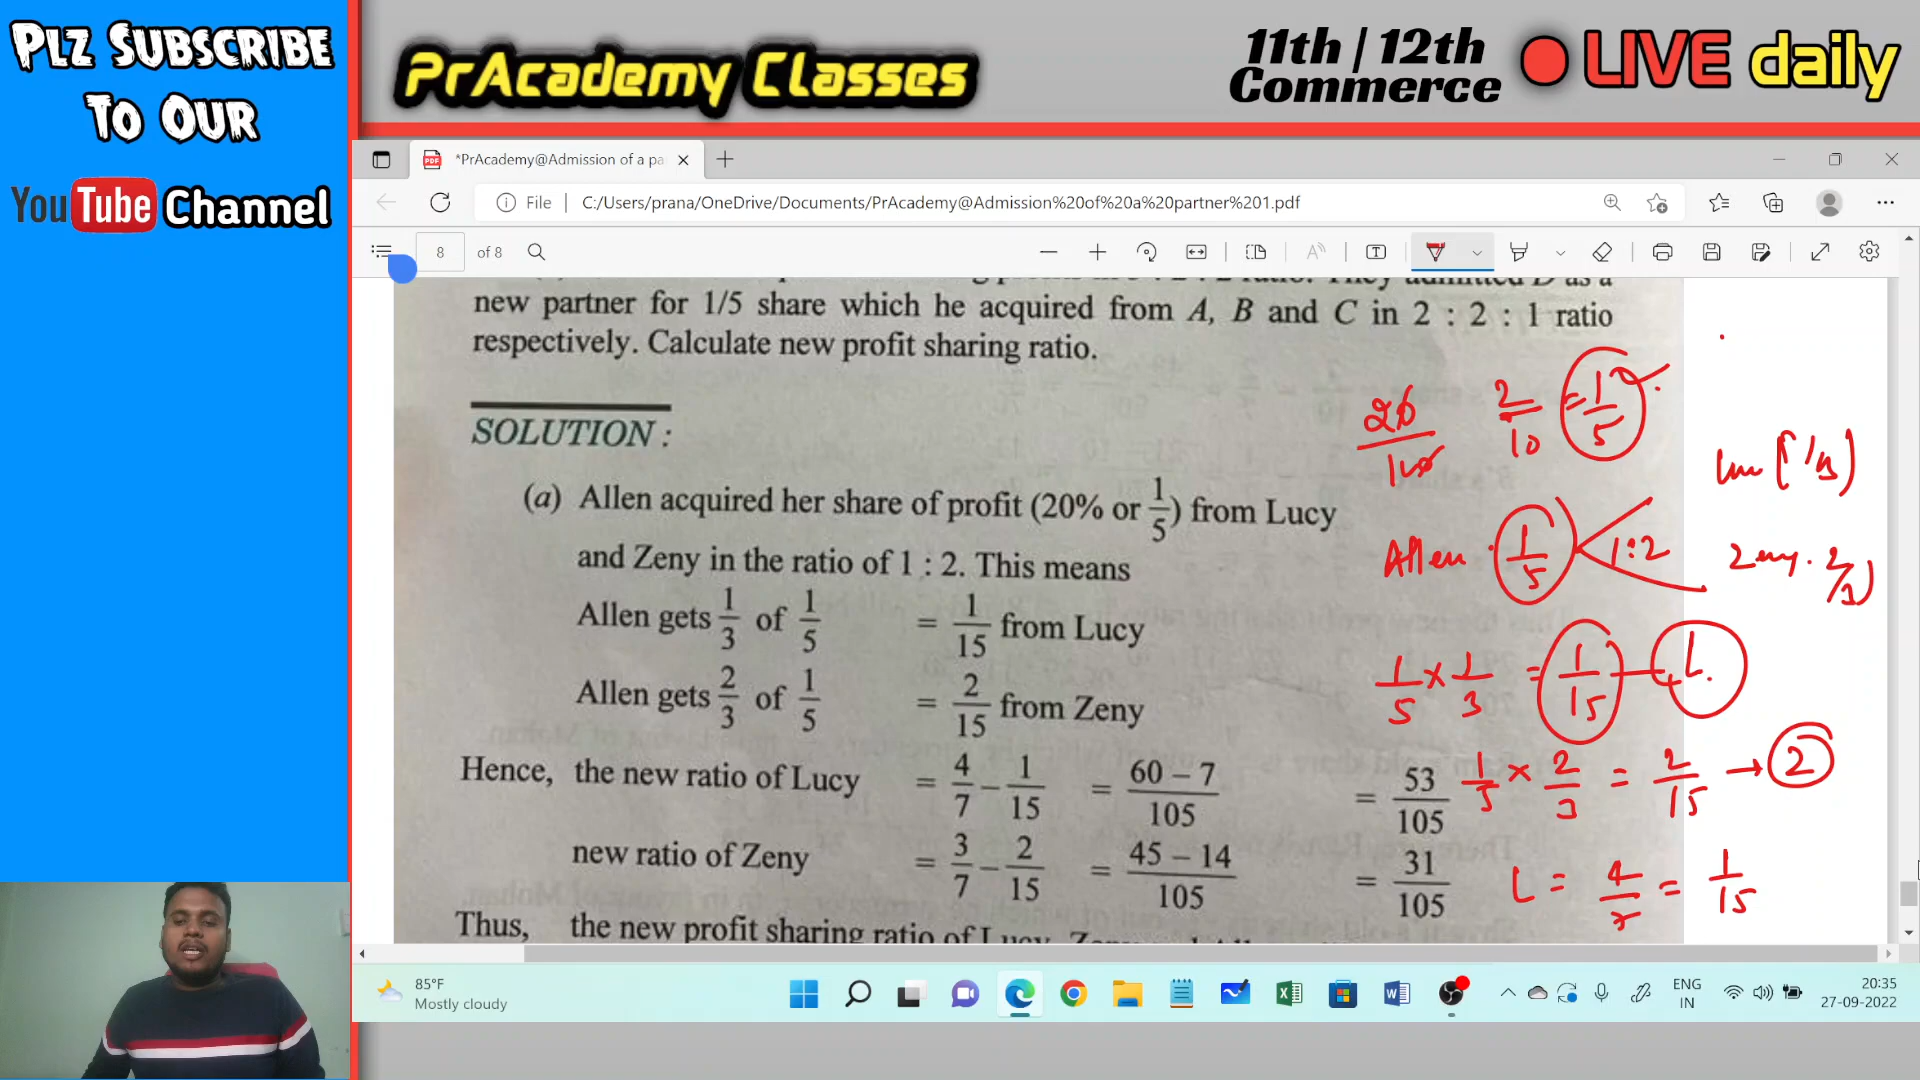 PLZ SUBSCRIBE
TO OUR
YouTube Channel
PrAcademy Classes
11th | 12th
Commerce
LIVE daily
*PrAcademy@Admission of a pa
File
C:/Users/prana/OneDrive/Documents/PrAcademy@Admission%20of%20a%20partner%201.pdf
8 of 8
new partner for 1/5 share which he acquired from A, B and C in 2 : 2 : 1 ratio
respectively. Calculate new profit sharing ratio.
SOLUTION :
(a) Allen acquired her share of profit (20% or 1/5) from Lucy
and Zeny in the ratio of 1 : 2. This means
Allen gets 1/3 of 1/5 = 1/15 from Lucy
Allen gets 2/3 of 1/5 = 2/15 from Zeny
Hence, the new ratio of Lucy = 4/7 – 1/15 = 60 – 7/105 = 53/105
new ratio of Zeny = 3/7 – 2/15 = 45 – 14/105 = 31/105
Thus, the new profit sharing ratio of Lucy, Zeny
20/100 2/10 = 1/5
Allen 1/5 1:2
Zeny 2/3
1/5 × 1/3 = 1/15 L
1/5 × 2/3 = 2/15 → 2
L = 4/7 = 1/15
85°F
Mostly cloudy
ENG
IN
20:35
27-09-2022